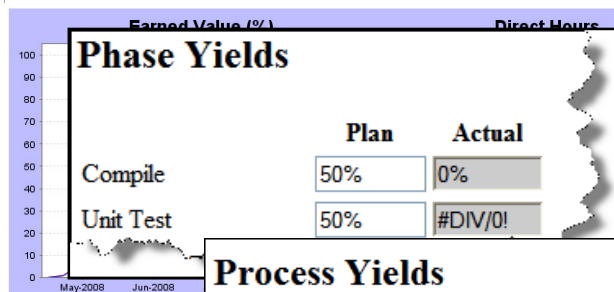 Earned Value (%) Direct Hours
Phase Yields
Plan Actual
Compile 50% 0%
Unit Test 50% #DIV/0!
Process Yields
100
90
80
70
60
50
40
30
20
10
0
May-2008 Jun-2008